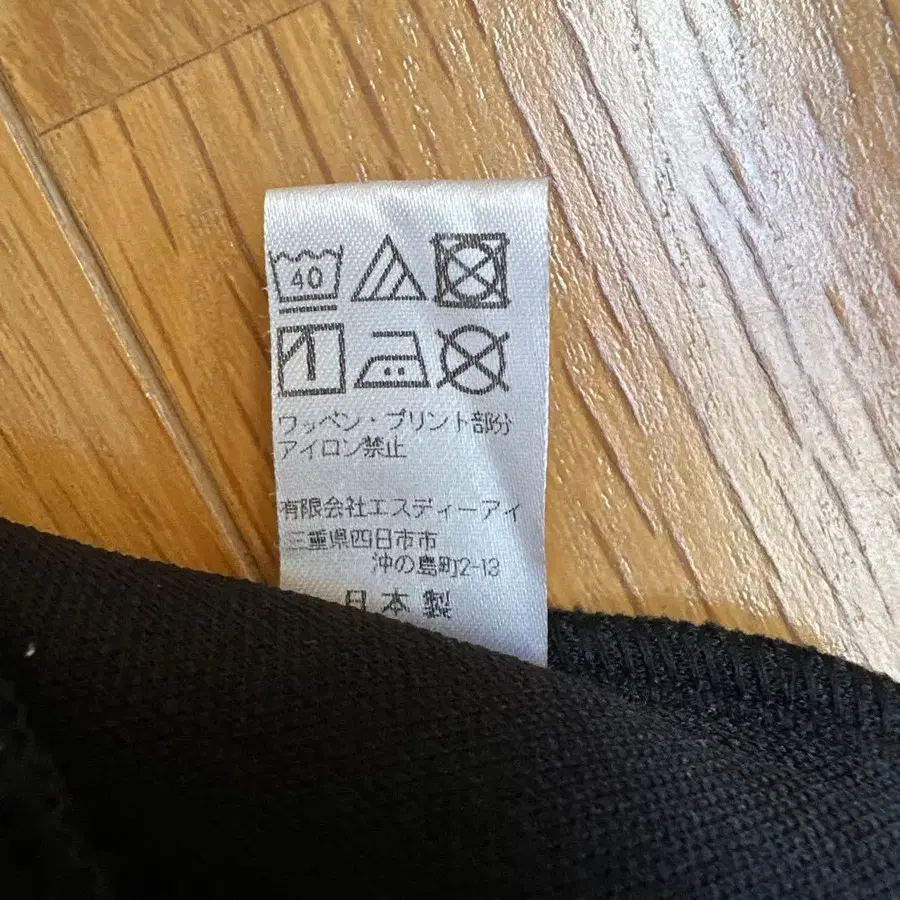 40
ワッペン・プリント部分
アイロン禁止
有限会社エスディーアイ
三重県四日市市
沖の島町2-13
日本製